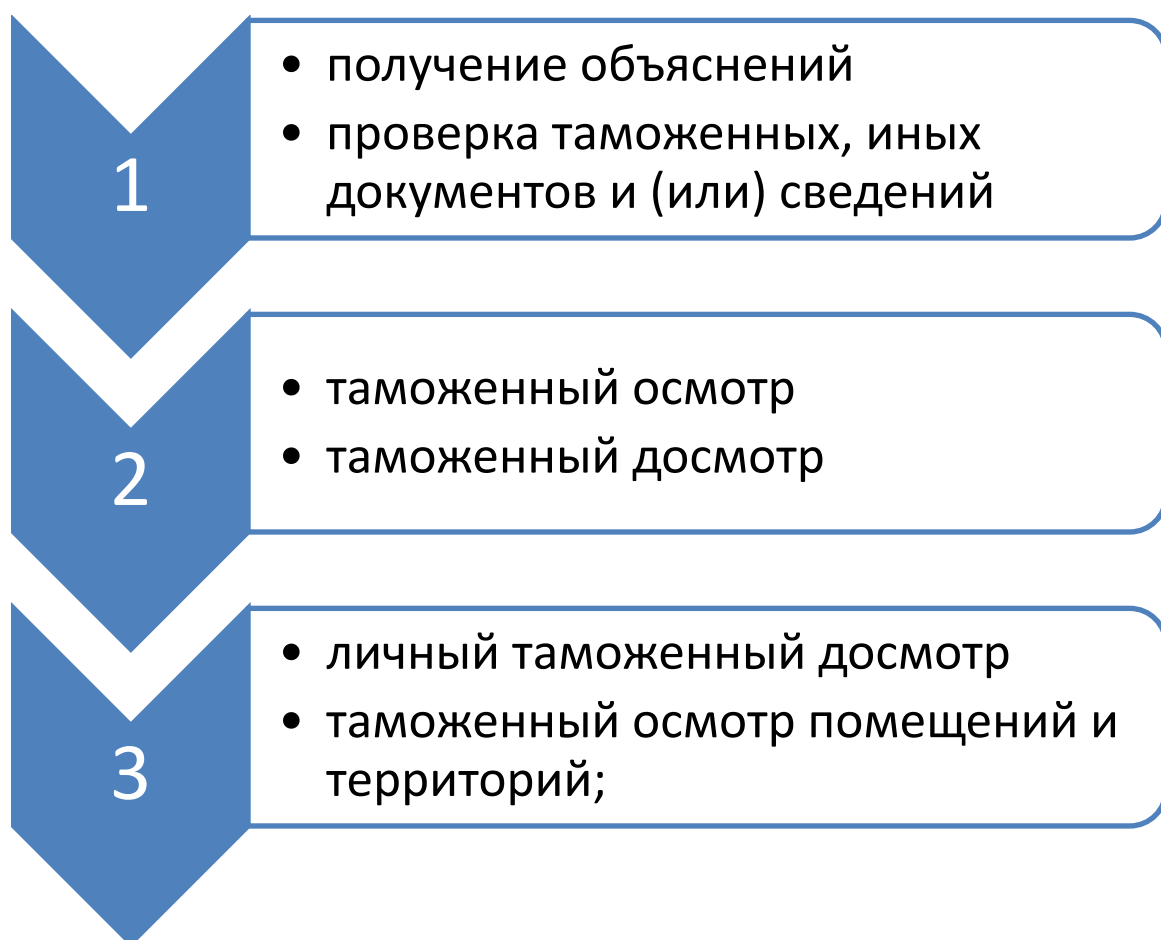 1
• получение объяснений
• проверка таможенных, иных
документов и (или) сведений
2
• таможенный осмотр
• таможенный досмотр
3
• личный таможенный досмотр
• таможенный осмотр помещений и
территорий;